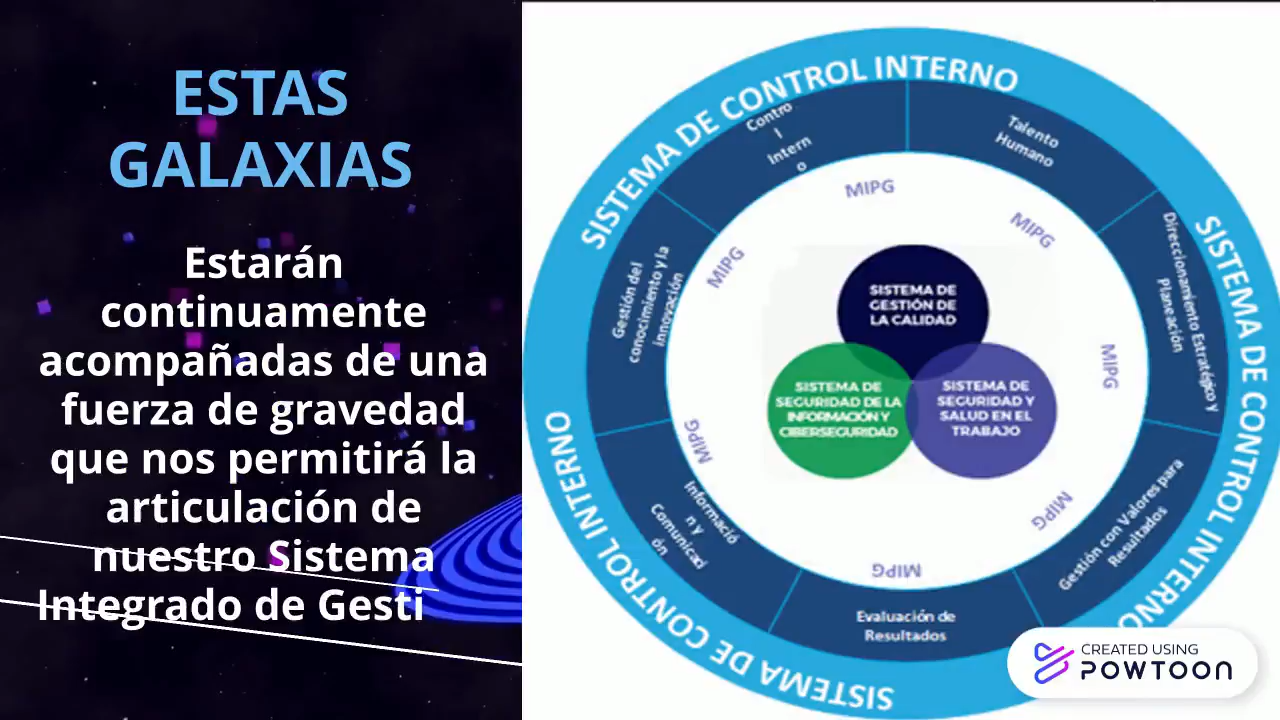 ESTAS
GALAXIAS
Estarán
continuamente
acompañadas de una
fuerza de gravedad
que nos permitirá la
articulación de
nuestro Sistema
Integrado de Gesti
SISTEMA DE CONTROL INTERNO
SISTEMA DE CONTROL INTERNO
SISTEMA DE CONTROL INTERNO
Contro
l
Intern
o
Talento
Humano
Direccionamiento Estratégico y
Planeación
Gestión con Valores para
Resultados
Evaluación de
Resultados
Informació
n y
Comunicaci
ón
Gestión del
conocimiento y la
innovación
MIPG
MIPG
MIPG
MIPG
MIPG
MIPG
MIPG
SISTEMA DE
GESTIÓN DE
LA CALIDAD
SISTEMA DE
SEGURIDAD DE LA
INFORMACIÓN Y
CIBERSEGURIDAD
SISTEMA DE
SEGURIDAD Y
SALUD EN EL
TRABAJO
CREATED USING
POWTOON